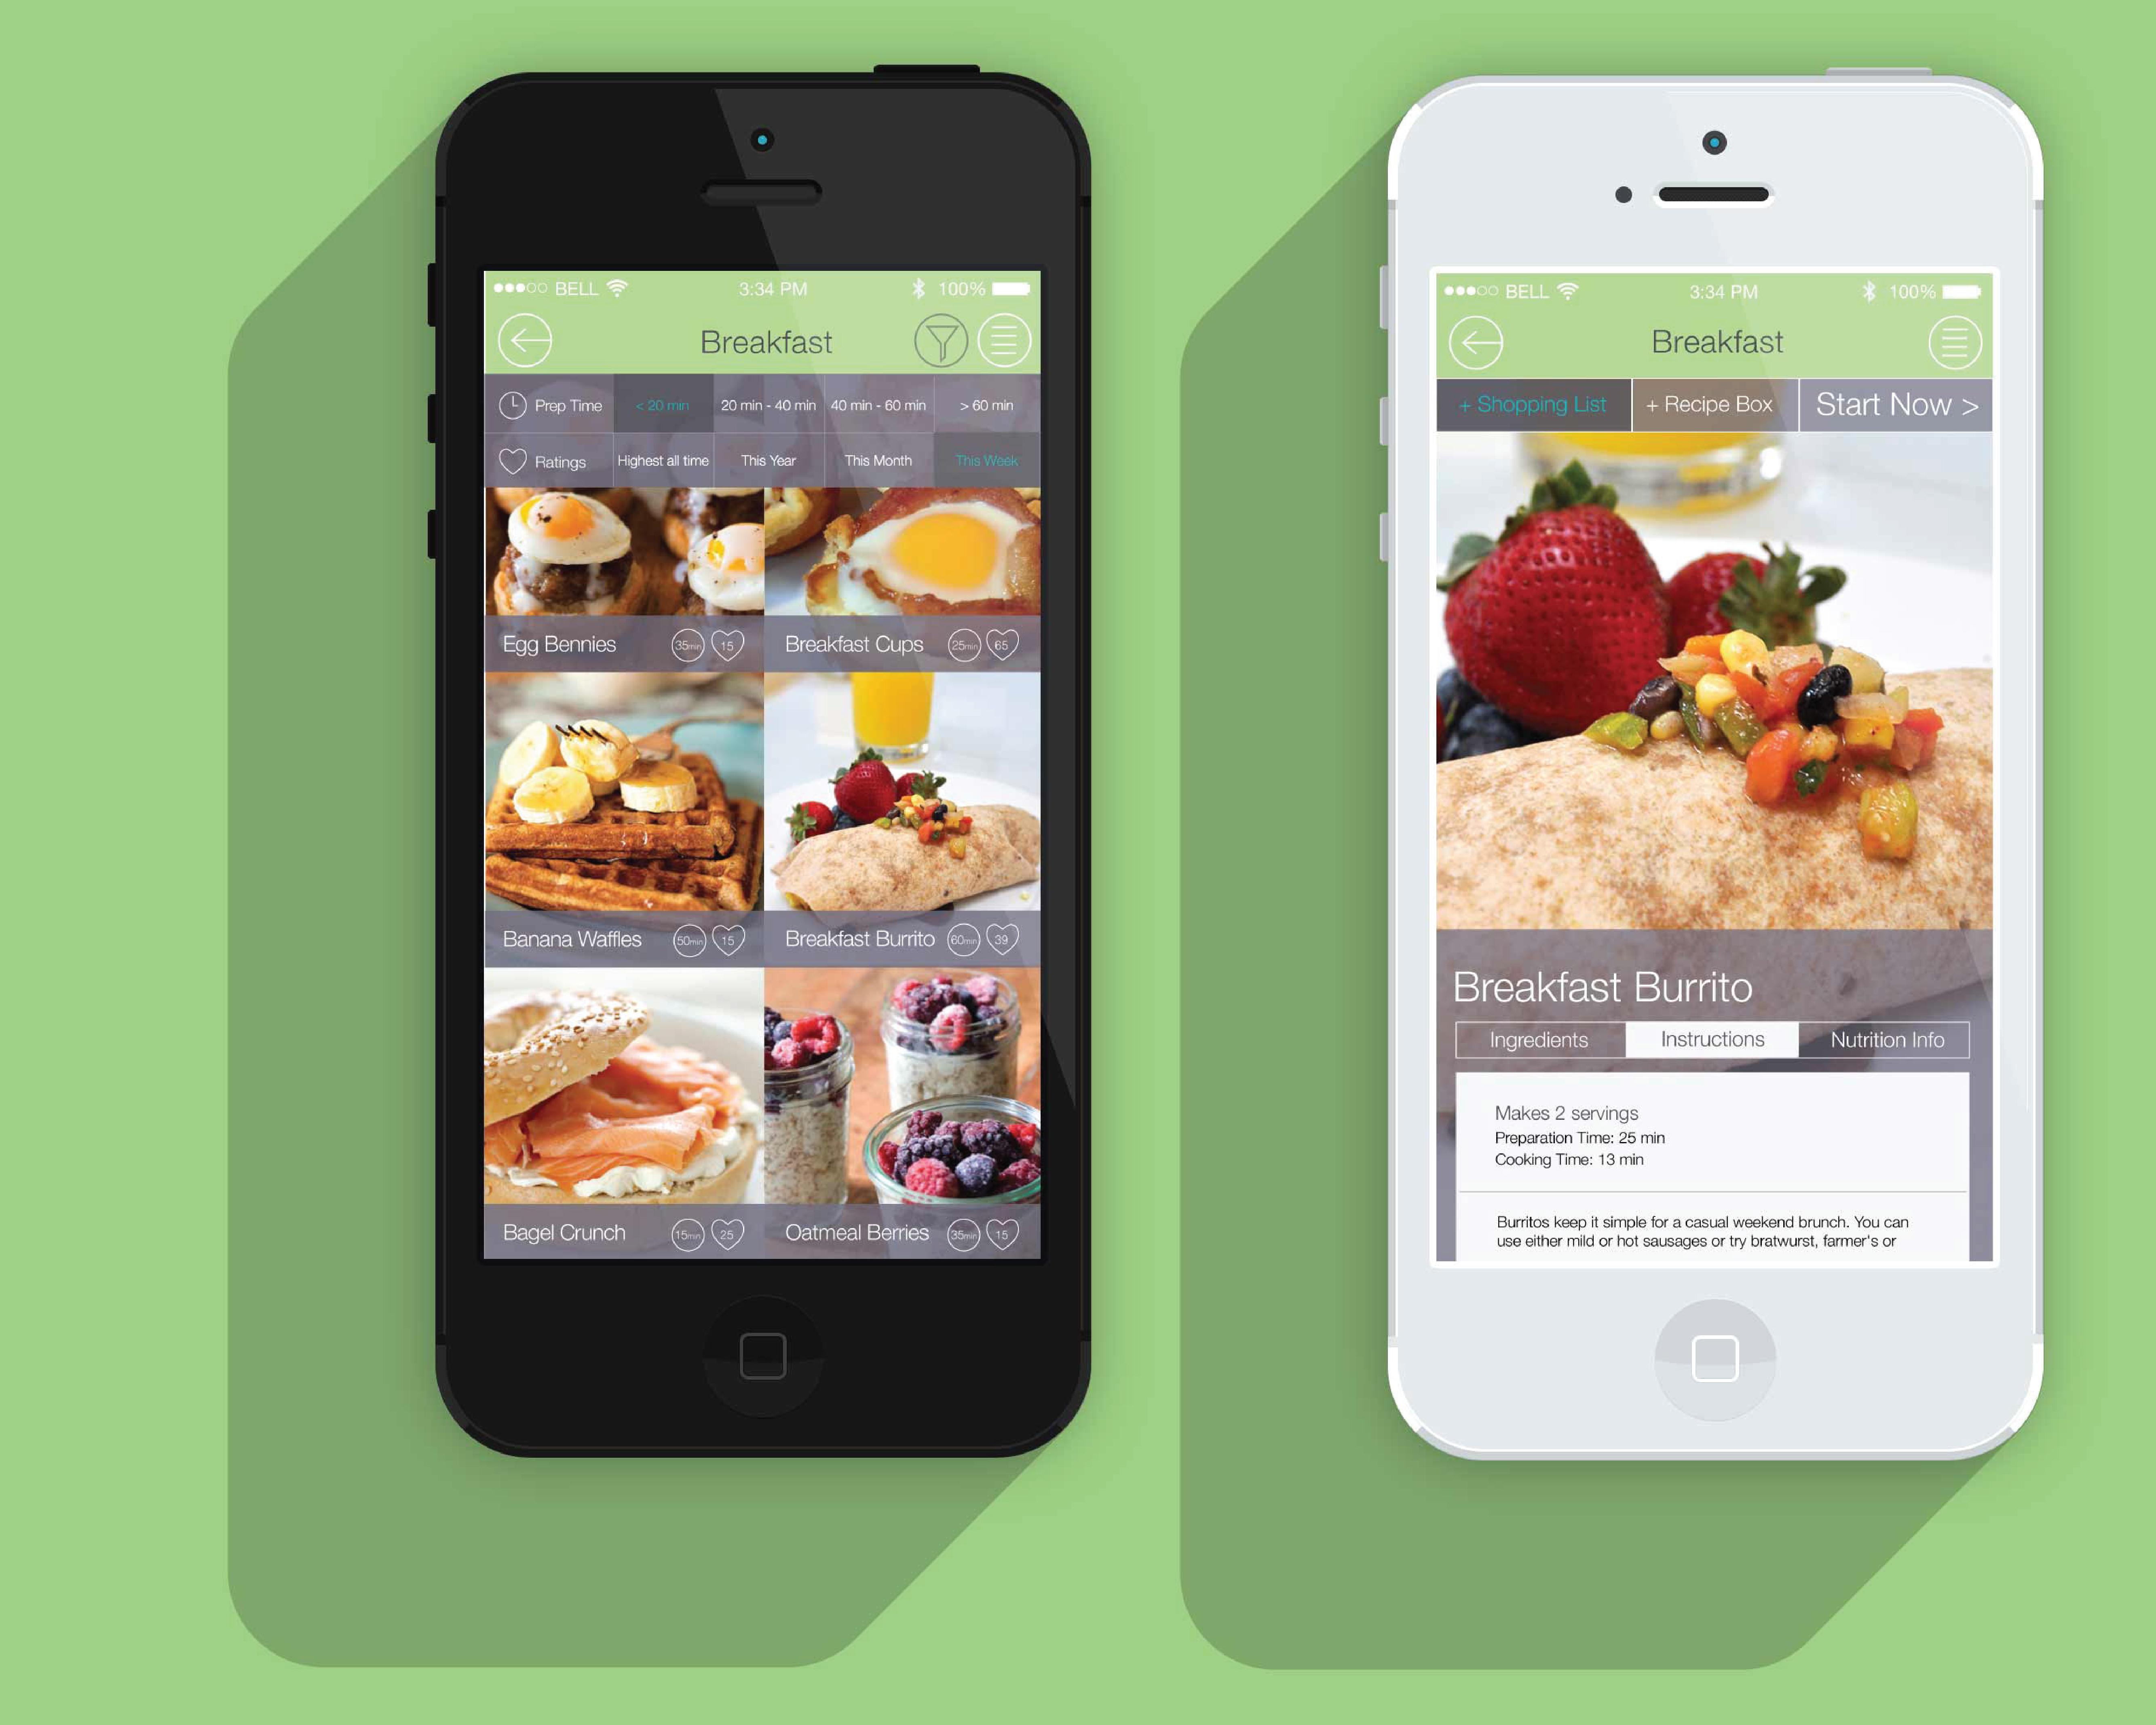 BELL 3:34 PM 100%
Breakfast
Prep Time < 20 min 20 min - 40 min 40 min - 60 min > 60 min
Ratings Highest all time This Year This Month This Week
Egg Bennies 35min 15 Breakfast Cups 25min 65
Banana Waffles 50min 15 Breakfast Burrito 60min 39
Bagel Crunch 15min 25 Oatmeal Berries 35min 15
BELL 3:34 PM 100%
Breakfast
+ Shopping List + Recipe Box Start Now >
Breakfast Burrito
Ingredients Instructions Nutrition Info
Makes 2 servings
Preparation Time: 25 min
Cooking Time: 13 min
Burritos keep it simple for a casual weekend brunch. You can
use either mild or hot sausages or try bratwurst, farmer's or